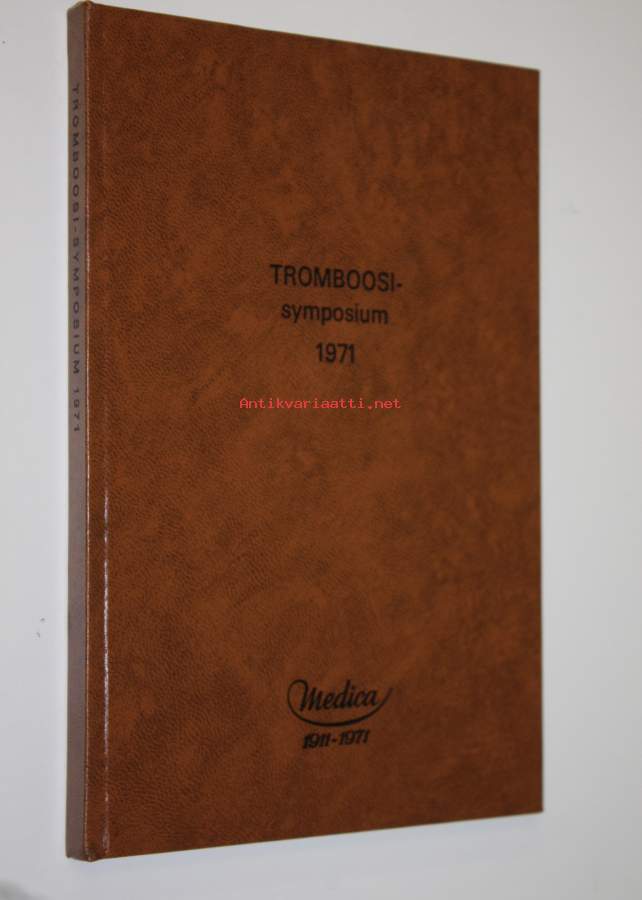 TROMBOOSI-SYMPOSIUM 1971
TROMBOOSI-
symposium
1971
Antikvariaatti.net
Medica
1911-1971